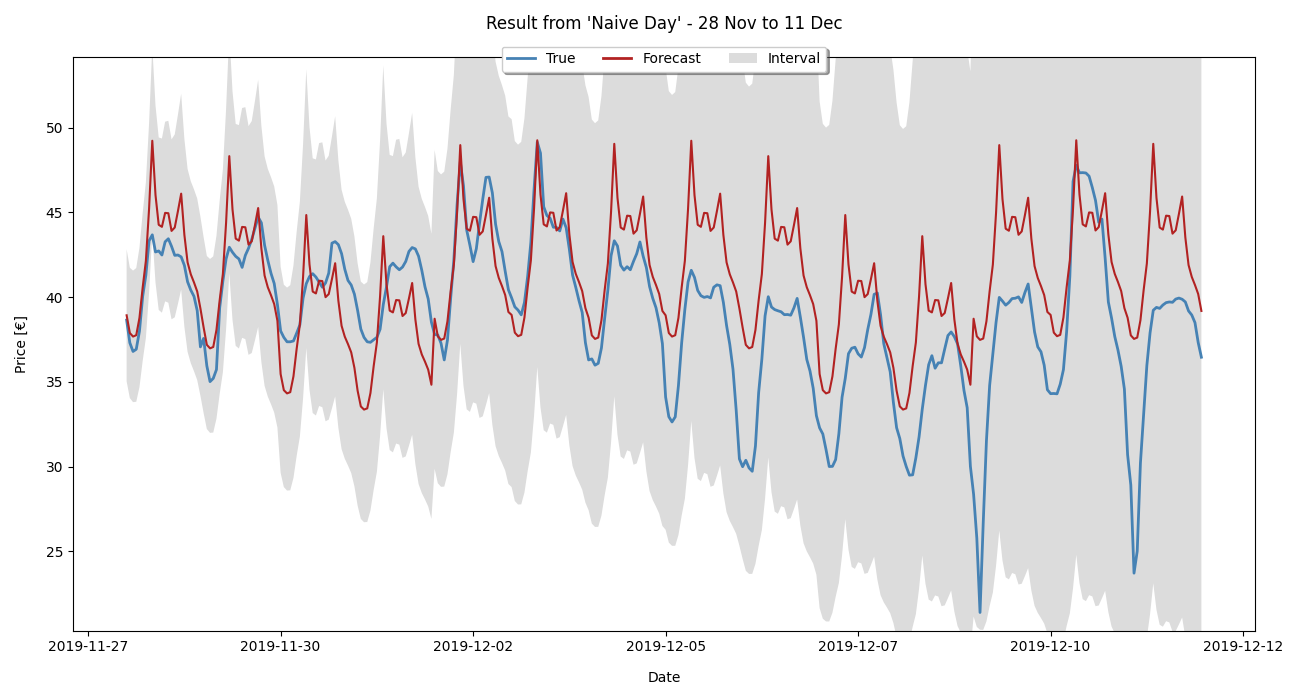 Result from 'Naive Day' - 28 Nov to 11 Dec
True Forecast Interval
Price [€]
50
45
40
35
30
25
2019-11-27 2019-11-30 2019-12-02 2019-12-05 2019-12-07 2019-12-10 2019-12-12
Date